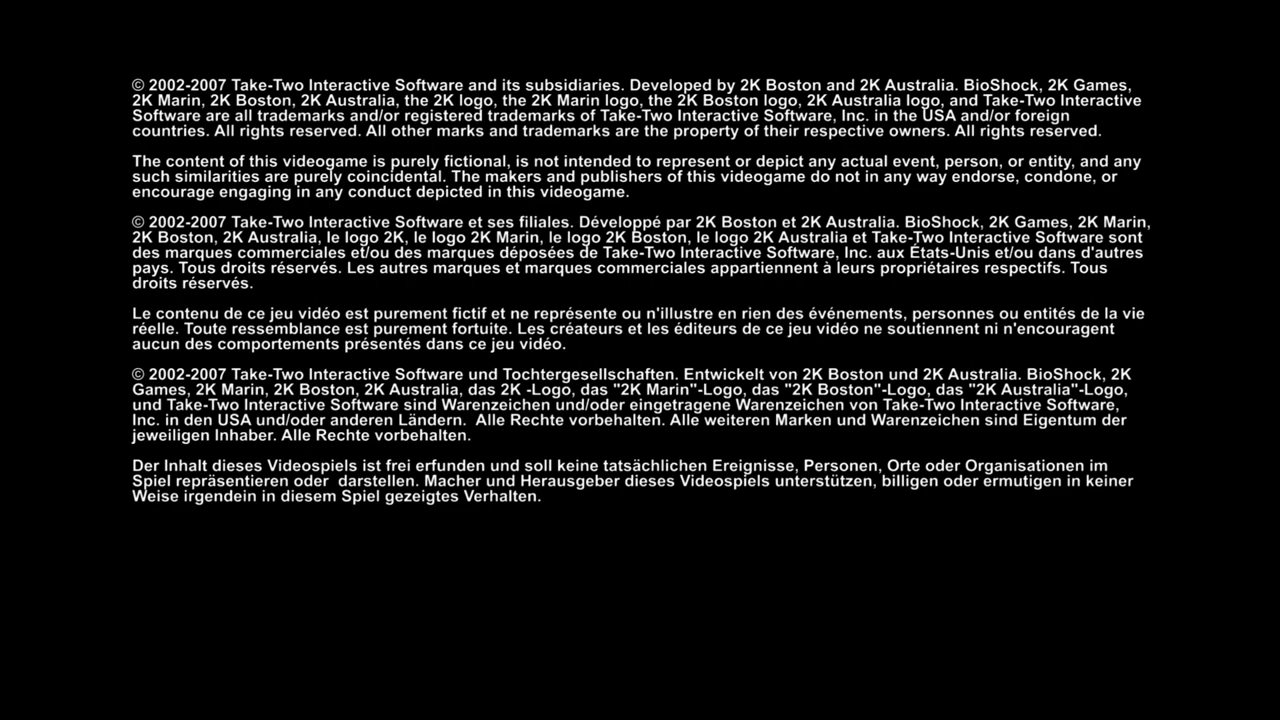 © 2002-2007 Take-Two Interactive Software and its subsidiaries. Developed by 2K Boston and 2K Australia. BioShock, 2K Games,
2K Marin, 2K Boston, 2K Australia, the 2K logo, the 2K Marin logo, the 2K Boston logo, 2K Australia logo, and Take-Two Interactive
Software are all trademarks and/or registered trademarks of Take-Two Interactive Software, Inc. in the USA and/or foreign
countries. All rights reserved. All other marks and trademarks are the property of their respective owners. All rights reserved.
The content of this videogame is purely fictional, is not intended to represent or depict any actual event, person, or entity, and any
such similarities are purely coincidental. The makers and publishers of this videogame do not in any way endorse, condone, or
encourage engaging in any conduct depicted in this videogame.
© 2002-2007 Take-Two Interactive Software et ses filiales. Développé par 2K Boston et 2K Australia. BioShock, 2K Games, 2K Marin,
2K Boston, 2K Australia, le logo 2K, le logo 2K Marin, le logo 2K Boston, le logo 2K Australia et Take-Two Interactive Software sont
des marques commerciales et/ou des marques déposées de Take-Two Interactive Software, Inc. aux États-Unis et/ou dans d'autres
pays. Tous droits réservés. Les autres marques et marques commerciales appartiennent à leurs propriétaires respectifs. Tous
droits réservés.
Le contenu de ce jeu vidéo est purement fictif et ne représente ou n'illustre en rien des événements, personnes ou entités de la vie
réelle. Toute ressemblance est purement fortuite. Les créateurs et les éditeurs de ce jeu vidéo ne soutiennent ni n'encouragent
aucun des comportements présentés dans ce jeu vidéo.
© 2002-2007 Take-Two Interactive Software und Tochtergesellschaften. Entwickelt von 2K Boston und 2K Australia. BioShock, 2K
Games, 2K Marin, 2K Boston, 2K Australia, das 2K -Logo, das "2K Marin"-Logo, das "2K Boston"-Logo, das "2K Australia"-Logo,
und Take-Two Interactive Software sind Warenzeichen und/oder eingetragene Warenzeichen von Take-Two Interactive Software,
Inc. in den USA und/oder anderen Ländern.  Alle Rechte vorbehalten. Alle weiteren Marken und Warenzeichen sind Eigentum der
jeweiligen Inhaber. Alle Rechte vorbehalten.
Der Inhalt dieses Videospiels ist frei erfunden und soll keine tatsächlichen Ereignisse, Personen, Orte oder Organisationen im
Spiel repräsentieren oder  darstellen. Macher und Herausgeber dieses Videospiels unterstützen, billigen oder ermutigen in keiner
Weise irgendein in diesem Spiel gezeigtes Verhalten.